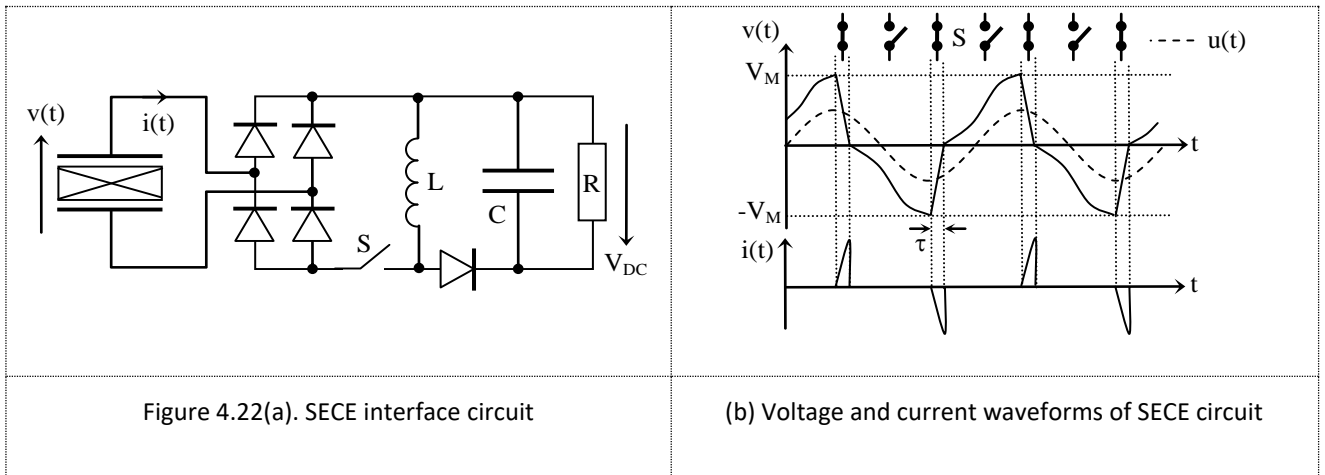 v(t)
i(t)
L
C
R
S
V_DC
v(t)
S
u(t)
V_M
t
-V_M
τ
i(t)
t
Figure 4.22(a). SECE interface circuit
(b) Voltage and current waveforms of SECE circuit